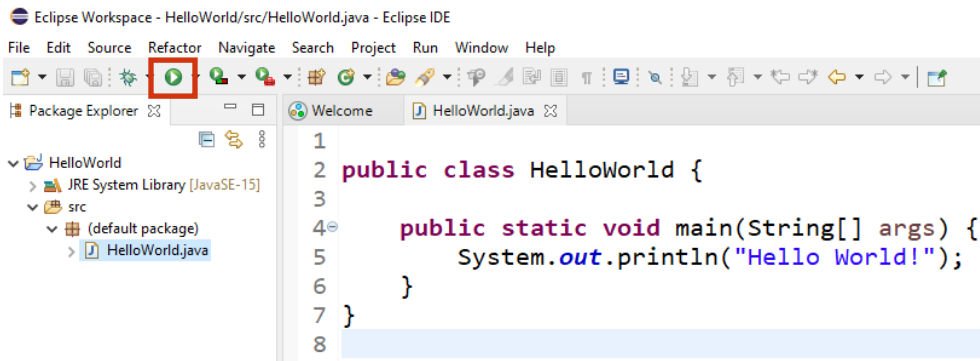 Eclipse Workspace - HelloWorld/src/HelloWorld.java - Eclipse IDE
File Edit Source Refactor Navigate Search Project Run Window Help
Package Explorer
Welcome
HelloWorld.java
HelloWorld
JRE System Library [JavaSE-15]
src
(default package)
HelloWorld.java
1
2 public class HelloWorld {
3
4 public static void main(String[] args) {
5 System.out.println("Hello World!");
6 }
7 }
8